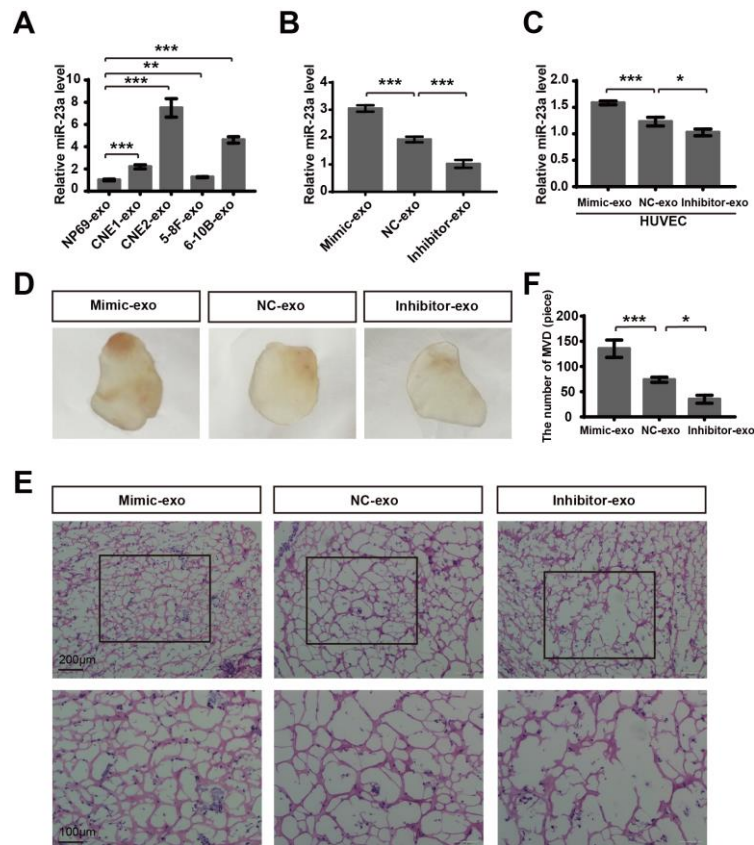 A
Relative miR-23a level
10
8
6
4
2
0
***
**
***
***
NP69-exo
CNE1-exo
CNE2-exo
5-8F-exo
6-10B-exo
B
Relative miR-23a level
4
3
2
1
0
*** ***
Mimic-exo
NC-exo
Inhibitor-exo
C
Relative miR-23a level
2.0
1.5
1.0
0.5
0.0
*** *
Mimic-exo NC-exo Inhibitor-exo
HUVEC
D
Mimic-exo NC-exo Inhibitor-exo
F
The number of MVD (piece)
200
150
100
50
0
*** *
Mimic-exo NC-exo Inhibitor-exo
E
Mimic-exo NC-exo Inhibitor-exo
200μm
100μm